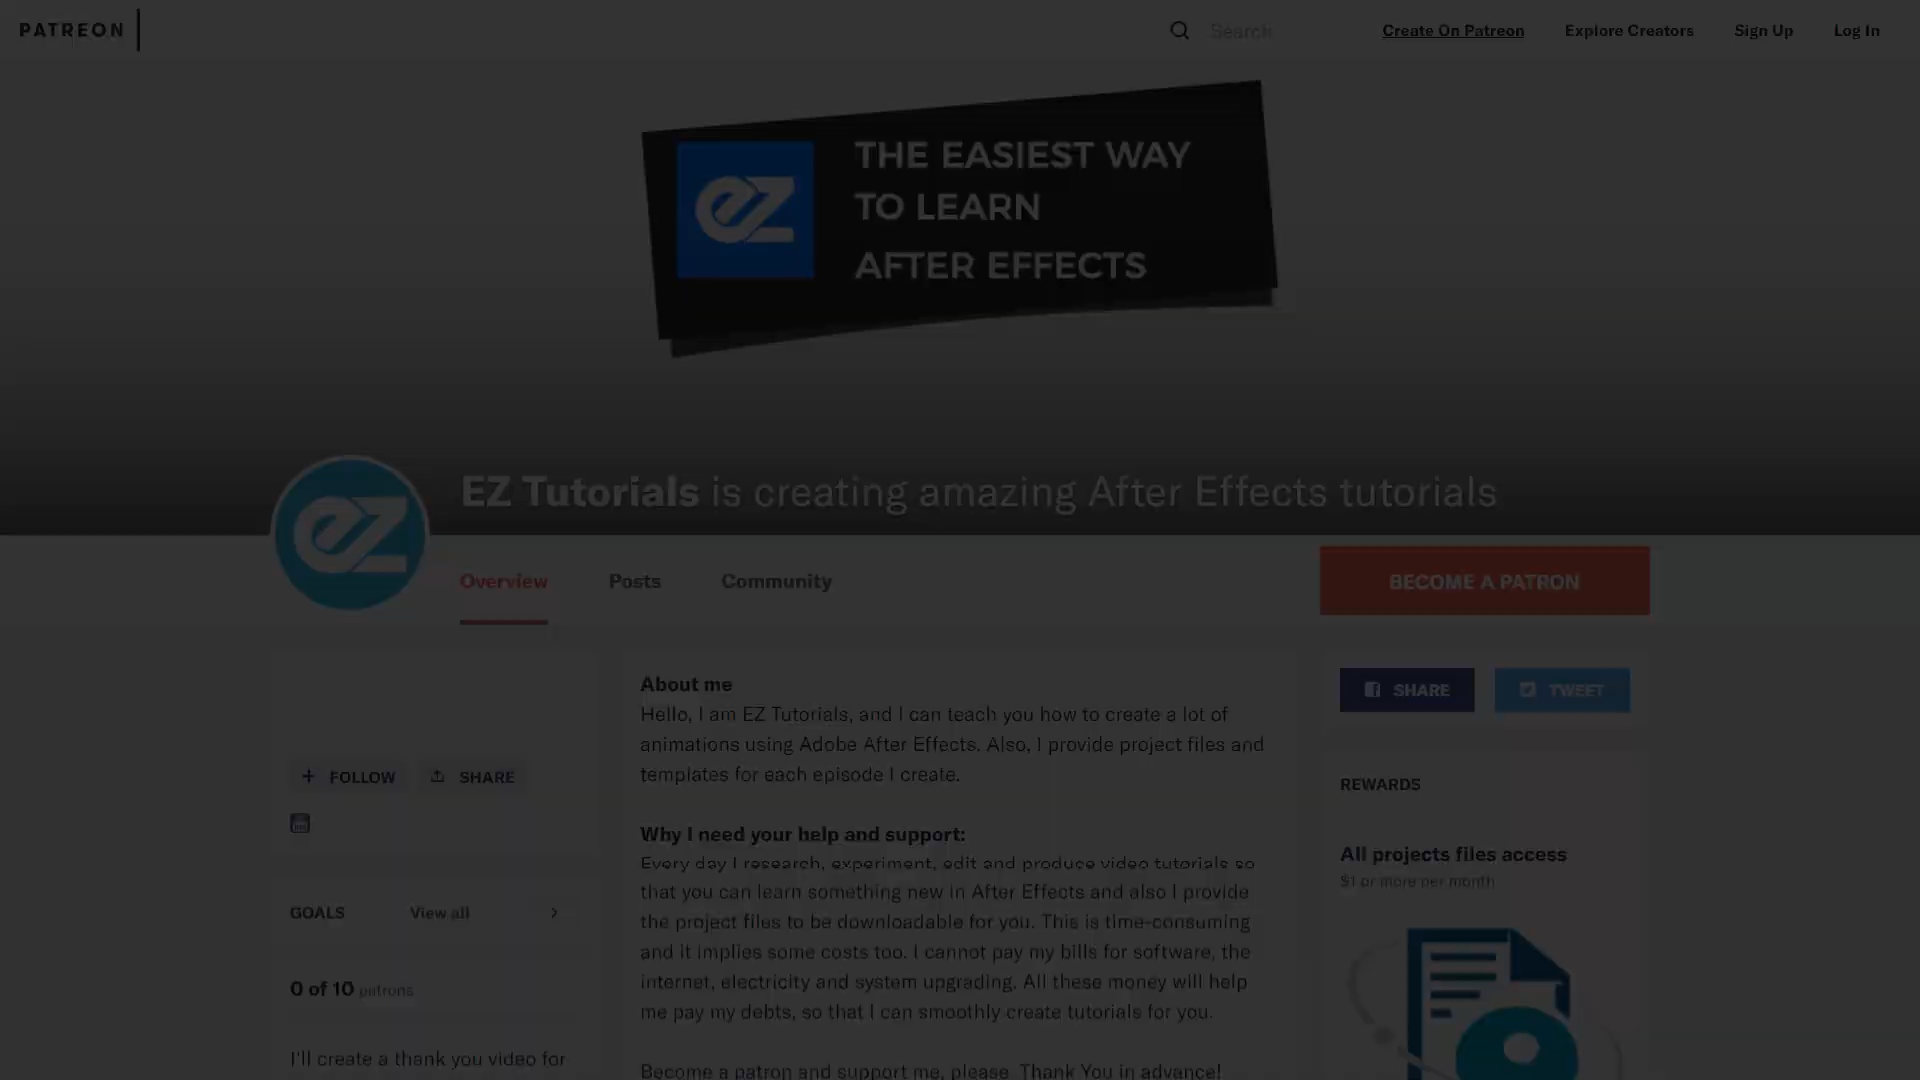 PATREON
Search
Create On Patreon
Explore Creators
Sign Up
Log In
eZ
THE EASIEST WAY
TO LEARN
AFTER EFFECTS
eZ
EZ Tutorials is creating amazing After Effects tutorials
Overview
Posts
Community
BECOME A PATRON
+ FOLLOW
SHARE
GOALS
View all
0 of 10 patrons
I'll create a thank you video for
About me
Hello, I am EZ Tutorials, and I can teach you how to create a lot of
animations using Adobe After Effects. Also, I provide project files and
templates for each episode I create.
Why I need your help and support:
Every day I research, experiment, edit and produce video tutorials so
that you can learn something new in After Effects and also I provide
the project files to be downloadable for you. This is time-consuming
and it implies some costs too. I cannot pay my bills for software, the
internet, electricity and system upgrading. All these money will help
me pay my debts, so that I can smoothly create tutorials for you.
Become a patron and support me, please. Thank You in advance!
SHARE
TWEET
REWARDS
All projects files access
$1 or more per month